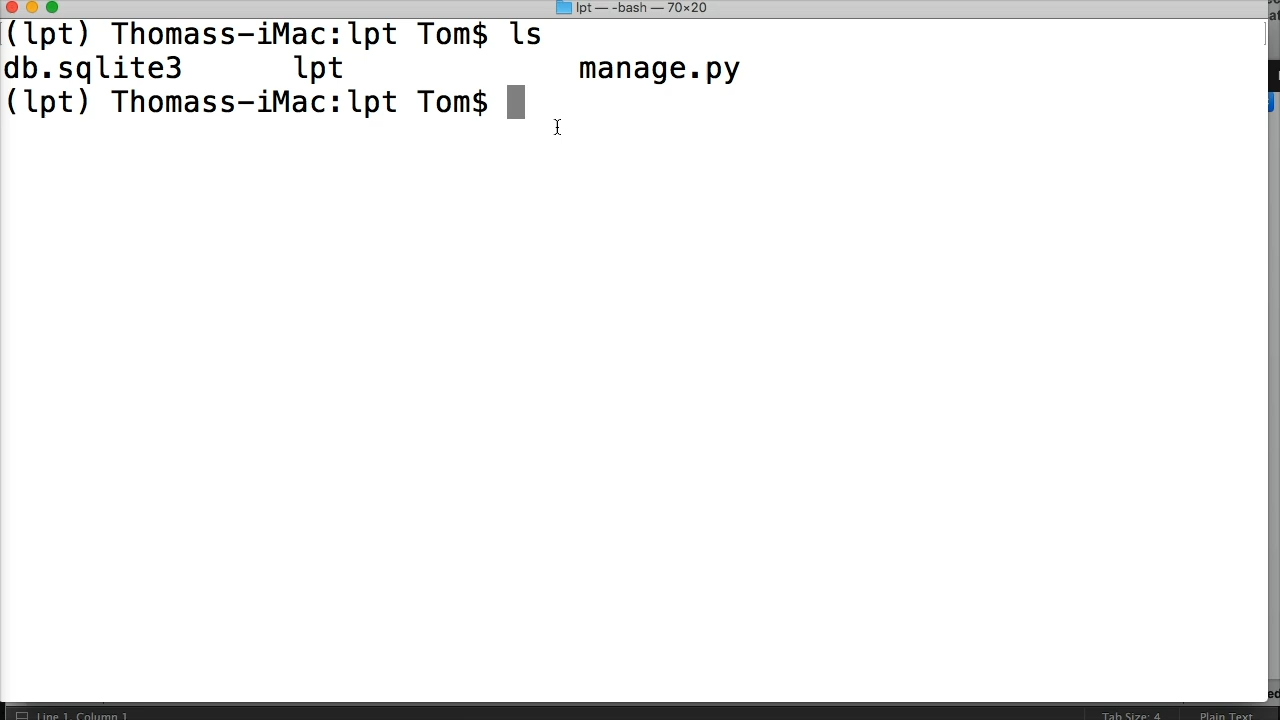 lpt — -bash — 70×20
(lpt) Thomass-iMac:lpt Tom$ ls
db.sqlite3 lpt manage.py
(lpt) Thomass-iMac:lpt Tom$
Line 1, Column 1 Tab Size: 4 Plain Text